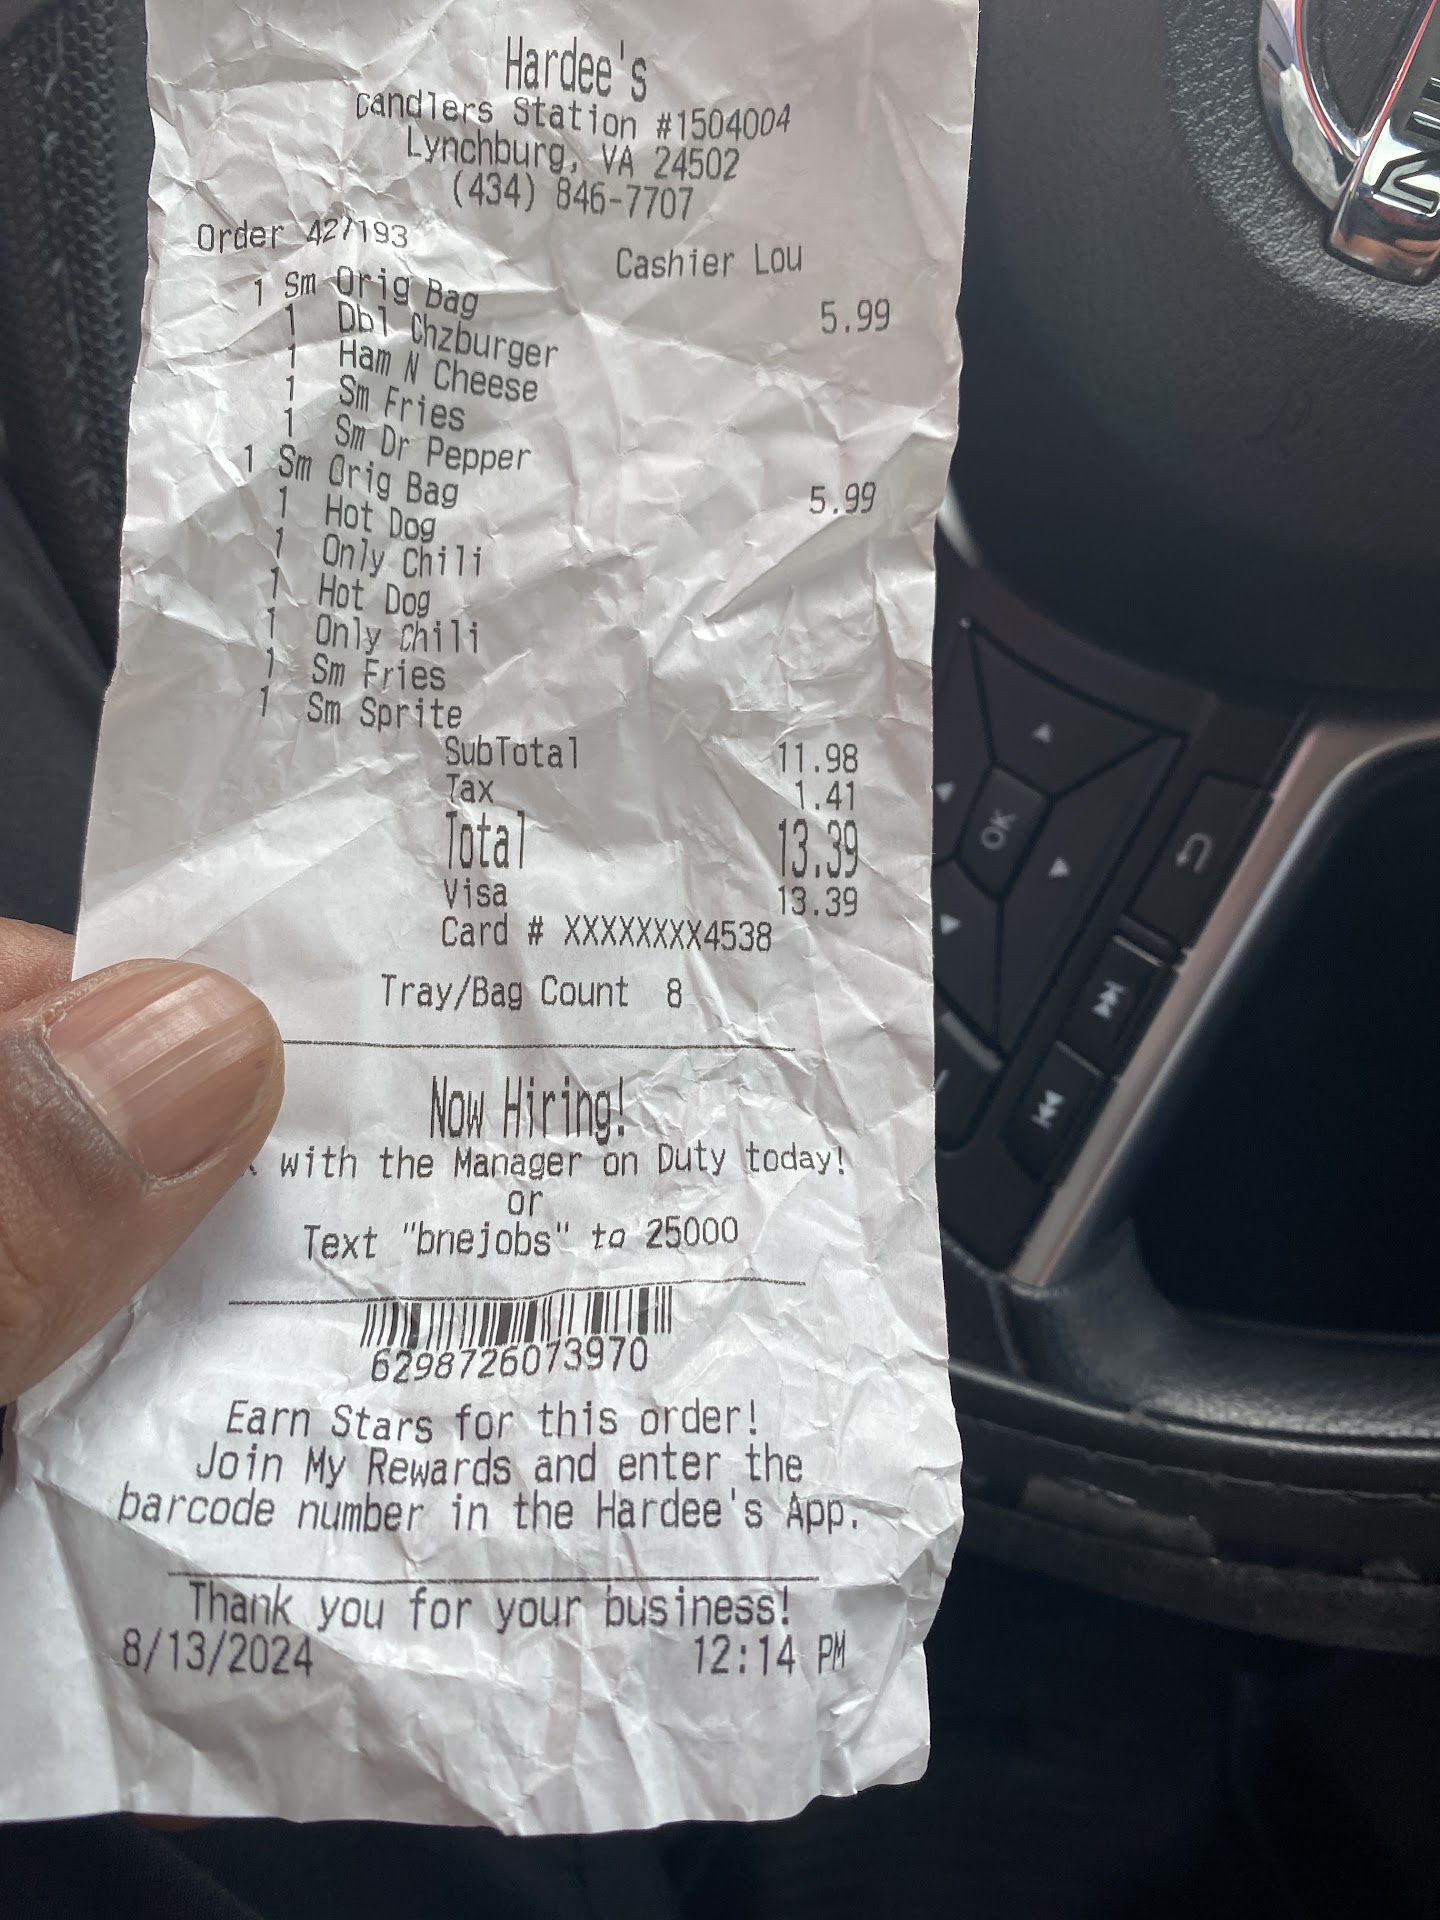 Hardee's
Candlers Station #1504004
Lynchburg, VA 24502
(434) 846-7707
Order 427193
Cashier Lou
1 Sm Orig Bag 5.99
1 Dbl Chzburger
1 Ham N Cheese
1 Sm Fries
1 Sm Dr Pepper
1 Sm Orig Bag 5.99
1 Hot Dog
1 Only Chili
1 Hot Dog
1 Only Chili
1 Sm Fries
1 Sm Sprite
SubTotal 11.98
Tax 1.41
Total 13.39
Visa 13.39
Card # XXXXXXXX4538
Tray/Bag Count 8
Now Hiring!
with the Manager on Duty today!
or
Text "bnejobs" to 25000
6298726073970
Earn Stars for this order!
Join My Rewards and enter the
barcode number in the Hardee's App.
Thank you for your business!
8/13/2024 12:14 PM
OK